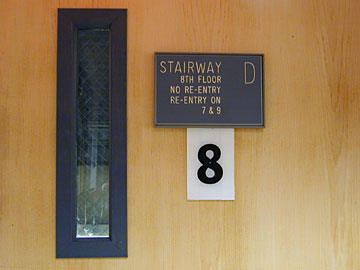 STAIRWAY D
8TH FLOOR
NO RE-ENTRY
RE-ENTRY ON
7 & 9
8